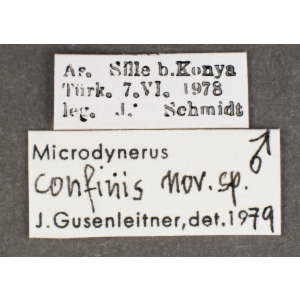 As. Sille b.Konya
Türk. 7.VI. 1978
leg. J. Schmidt
Microdynerus ♂
confinis nov. sp.
J.Gusenleitner, det. 1979